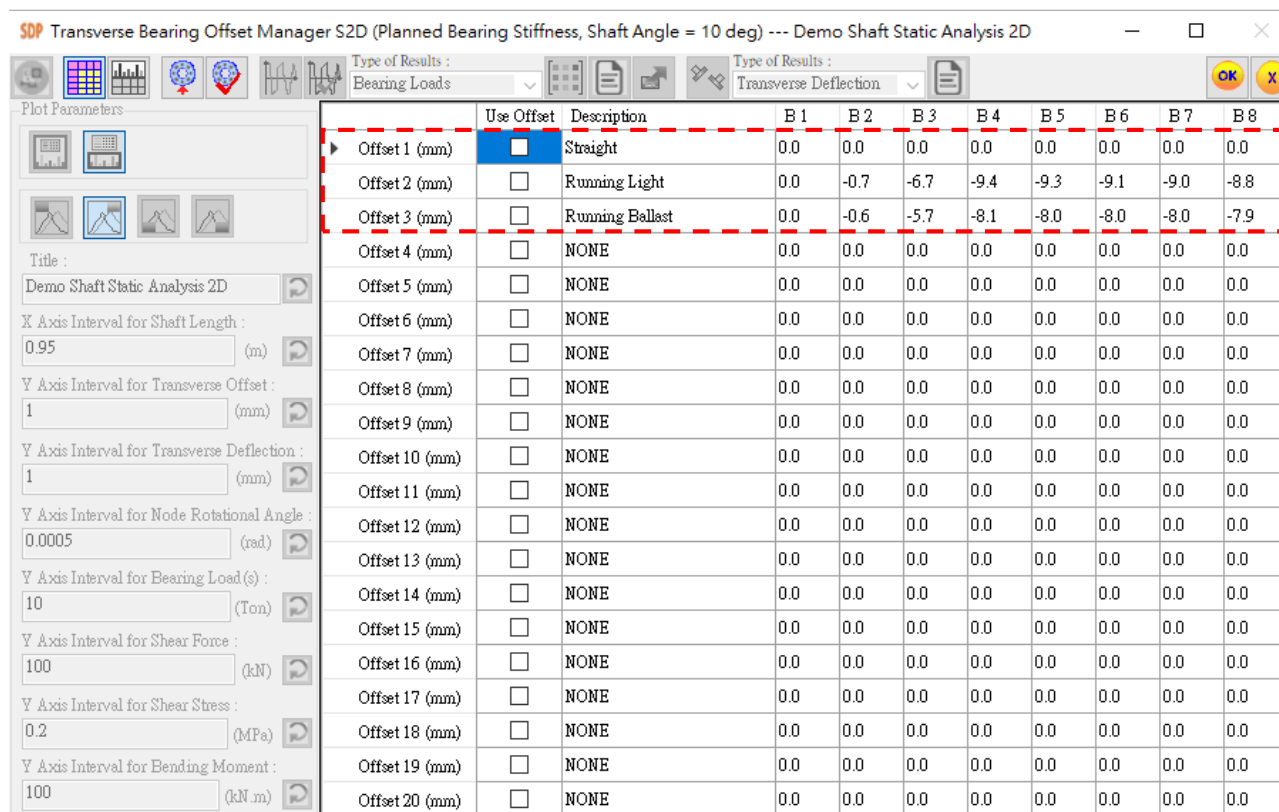 SDP Transverse Bearing Offset Manager S2D (Planned Bearing Stiffness, Shaft Angle = 10 deg) --- Demo Shaft Static Analysis 2D
Type of Results :
Bearing Loads
Type of Results :
Transverse Deflection
OK
X
Plot Parameters
Title :
Demo Shaft Static Analysis 2D
X Axis Interval for Shaft Length :
0.95 (m)
Y Axis Interval for Transverse Offset :
1 (mm)
Y Axis Interval for Transverse Deflection :
1 (mm)
Y Axis Interval for Node Rotational Angle :
0.0005 (rad)
Y Axis Interval for Bearing Load(s) :
10 (Ton)
Y Axis Interval for Shear Force :
100 (kN)
Y Axis Interval for Shear Stress :
0.2 (MPa)
Y Axis Interval for Bending Moment :
100 (kN.m)
Use Offset Description B 1 B 2 B 3 B 4 B 5 B 6 B 7 B 8
Offset 1 (mm) Straight 0.0 0.0 0.0 0.0 0.0 0.0 0.0 0.0
Offset 2 (mm) Running Light 0.0 -0.7 -6.7 -9.4 -9.3 -9.1 -9.0 -8.8
Offset 3 (mm) Running Ballast 0.0 -0.6 -5.7 -8.1 -8.0 -8.0 -8.0 -7.9
Offset 4 (mm) NONE 0.0 0.0 0.0 0.0 0.0 0.0 0.0 0.0
Offset 5 (mm) NONE 0.0 0.0 0.0 0.0 0.0 0.0 0.0 0.0
Offset 6 (mm) NONE 0.0 0.0 0.0 0.0 0.0 0.0 0.0 0.0
Offset 7 (mm) NONE 0.0 0.0 0.0 0.0 0.0 0.0 0.0 0.0
Offset 8 (mm) NONE 0.0 0.0 0.0 0.0 0.0 0.0 0.0 0.0
Offset 9 (mm) NONE 0.0 0.0 0.0 0.0 0.0 0.0 0.0 0.0
Offset 10 (mm) NONE 0.0 0.0 0.0 0.0 0.0 0.0 0.0 0.0
Offset 11 (mm) NONE 0.0 0.0 0.0 0.0 0.0 0.0 0.0 0.0
Offset 12 (mm) NONE 0.0 0.0 0.0 0.0 0.0 0.0 0.0 0.0
Offset 13 (mm) NONE 0.0 0.0 0.0 0.0 0.0 0.0 0.0 0.0
Offset 14 (mm) NONE 0.0 0.0 0.0 0.0 0.0 0.0 0.0 0.0
Offset 15 (mm) NONE 0.0 0.0 0.0 0.0 0.0 0.0 0.0 0.0
Offset 16 (mm) NONE 0.0 0.0 0.0 0.0 0.0 0.0 0.0 0.0
Offset 17 (mm) NONE 0.0 0.0 0.0 0.0 0.0 0.0 0.0 0.0
Offset 18 (mm) NONE 0.0 0.0 0.0 0.0 0.0 0.0 0.0 0.0
Offset 19 (mm) NONE 0.0 0.0 0.0 0.0 0.0 0.0 0.0 0.0
Offset 20 (mm) NONE 0.0 0.0 0.0 0.0 0.0 0.0 0.0 0.0